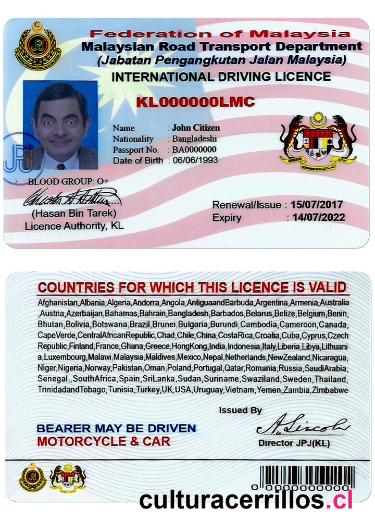 Federation of Malaysia
Malaysian Road Transport Department
(Jabatan Pengangkutan Jalan Malaysia)
INTERNATIONAL DRIVING LICENCE
KL000000LMC
Name : John Citizen
Nationality : Bangladeshi
Passport No. : BA0000000
Date of Birth : 06/06/1993
JPJ
BLOOD GROUP: O+
(Hasan Bin Tarek)
Licence Authority, KL
Renewal/Issue : 15/07/2017
Expiry : 14/07/2022
COUNTRIES FOR WHICH THIS LICENCE IS VALID
Afghanistan,Albania,Algeria,Andorra,Angola,AntiguaandBarbuda,Argentina,Armenia,Australia
,Austria,Azerbaijan,Bahamas,Bahrain,Bangladesh,Barbados,Belarus,Belize,Belgium,Benin,
Bhutan,Bolivia,Botswana,Brazil,Brunei,Bulgaria,Burundi,Cambodia,Cameroon,Canada,
CapeVerde,CentralAfricanRepublic,Chad,Chile,China,CostaRica,Croatia,Cuba,Cyprus,Czech
Republic,Finland,France,Ghana,Greece,HongKong,India,Indonesia,Italy,Liberia,Libya,Lithuani
a,Luxembourg,Malawi,Malaysia,Maldives,Mexico,Nepal,Netherlands,NewZealand,Nicaragua,
Niger,Nigeria,Norway,Pakistan,Oman,Poland,Portugal,Qatar,Romania,Russia,SaudiArabia,
Senegal,,SouthAfrica,Spain,SriLanka,Sudan,Suriname,Swaziland,Sweden,Thailand,
TrinidadandTobago,Tunisia,Turkey,UK,USA,Uruguay,Vietnam,Yemen,Zambia,Zimbabwe
Issued By
A. Lincoln
BEARER MAY BE DRIVEN
MOTORCYCLE & CAR
Director JPJ(KL)
0 0000000000
culturacerrillos.cl